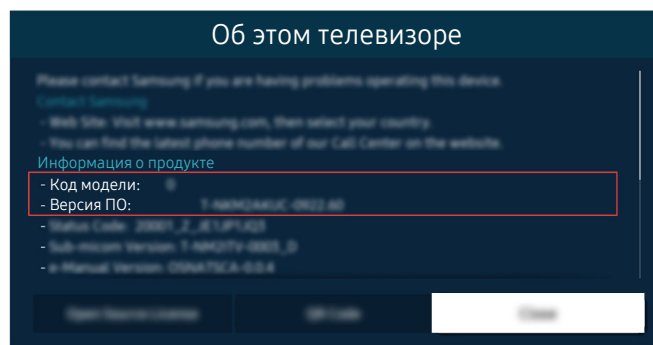 Об этом телевизоре
Please contact Samsung if you are having problems operating this device.
Contact Samsung
- Web Site: Visit www.samsung.com, then select your country.
- You can find the latest phone number of our Call Center on the website.
Информация о продукте
- Код модели:
- Версия ПО:
- Status Code:
- Sub-micom Version:
- e-Manual Version:
Open Source License
QR Code
Close